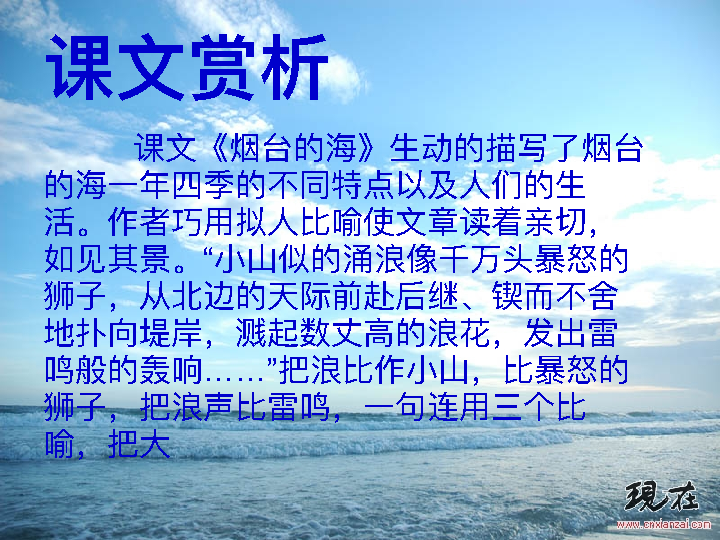 课文赏析
课文《烟台的海》生动的描写了烟台
的海一年四季的不同特点以及人们的生
活。作者巧用拟人比喻使文章读着亲切，
如见其景。“小山似的涌浪像千万头暴怒的
狮子，从北边的天际前赴后继、锲而不舍
地扑向堤岸，溅起数丈高的浪花，发出雷
鸣般的轰响……”把浪比作小山，比暴怒的
狮子，把浪声比雷鸣，一句连用三个比
喻，把大
現在
www.cnxianzai.com